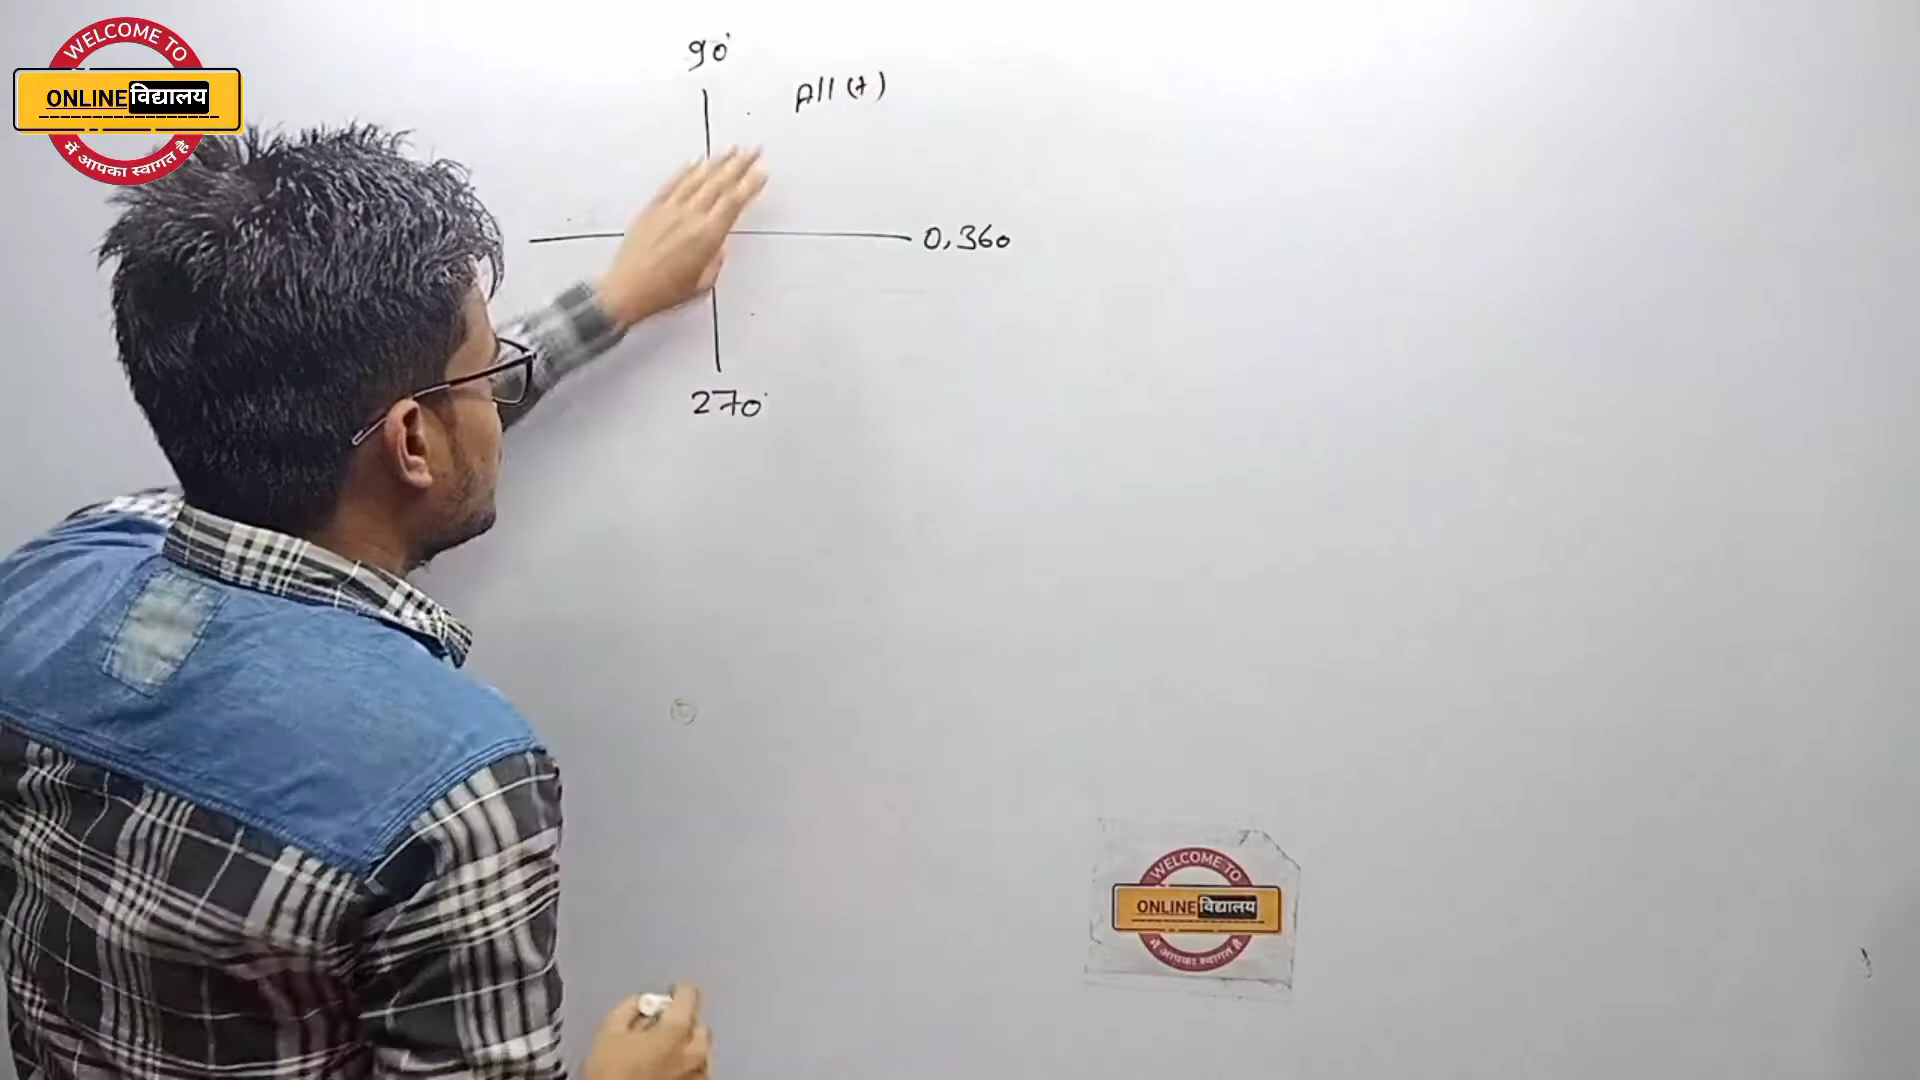 WELCOME TO
ONLINE विद्यालय
में आपका स्वागत है
90°
All (+)
0,360
270°
WELCOME TO
ONLINE विद्यालय
में आपका स्वागत है